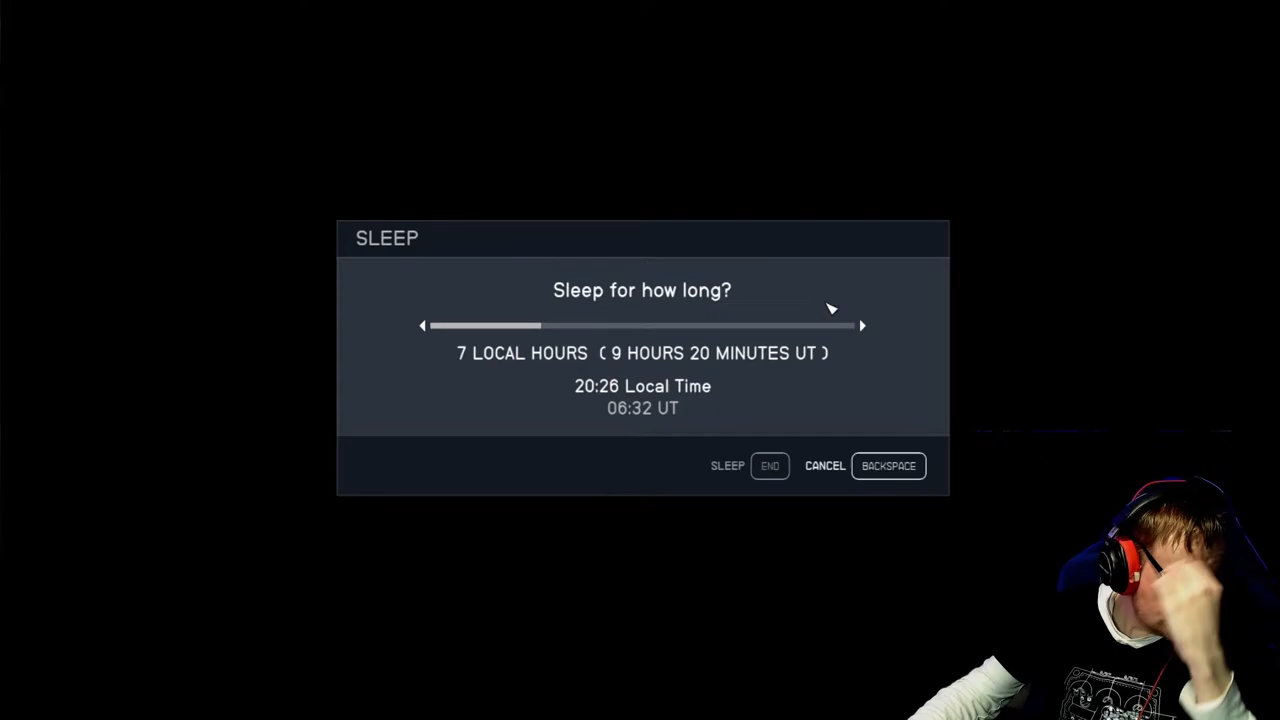 SLEEP
Sleep for how long?
7 LOCAL HOURS ( 9 HOURS 20 MINUTES UT )
20:26 Local Time
06:32 UT
SLEEP END CANCEL BACKSPACE